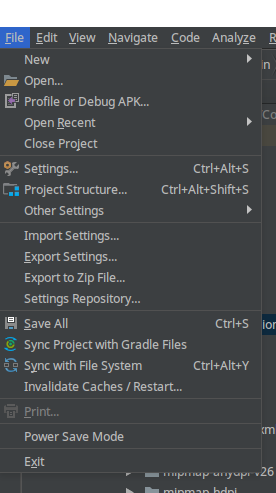 File Edit View Navigate Code Analyze R
New
Open...
Profile or Debug APK...
Open Recent
Close Project
Settings... Ctrl+Alt+S
Project Structure... Ctrl+Alt+Shift+S
Other Settings
Import Settings...
Export Settings...
Export to Zip File...
Settings Repository...
Save All Ctrl+S
Sync Project with Gradle Files
Sync with File System Ctrl+Alt+Y
Invalidate Caches / Restart...
Print...
Power Save Mode
Exit